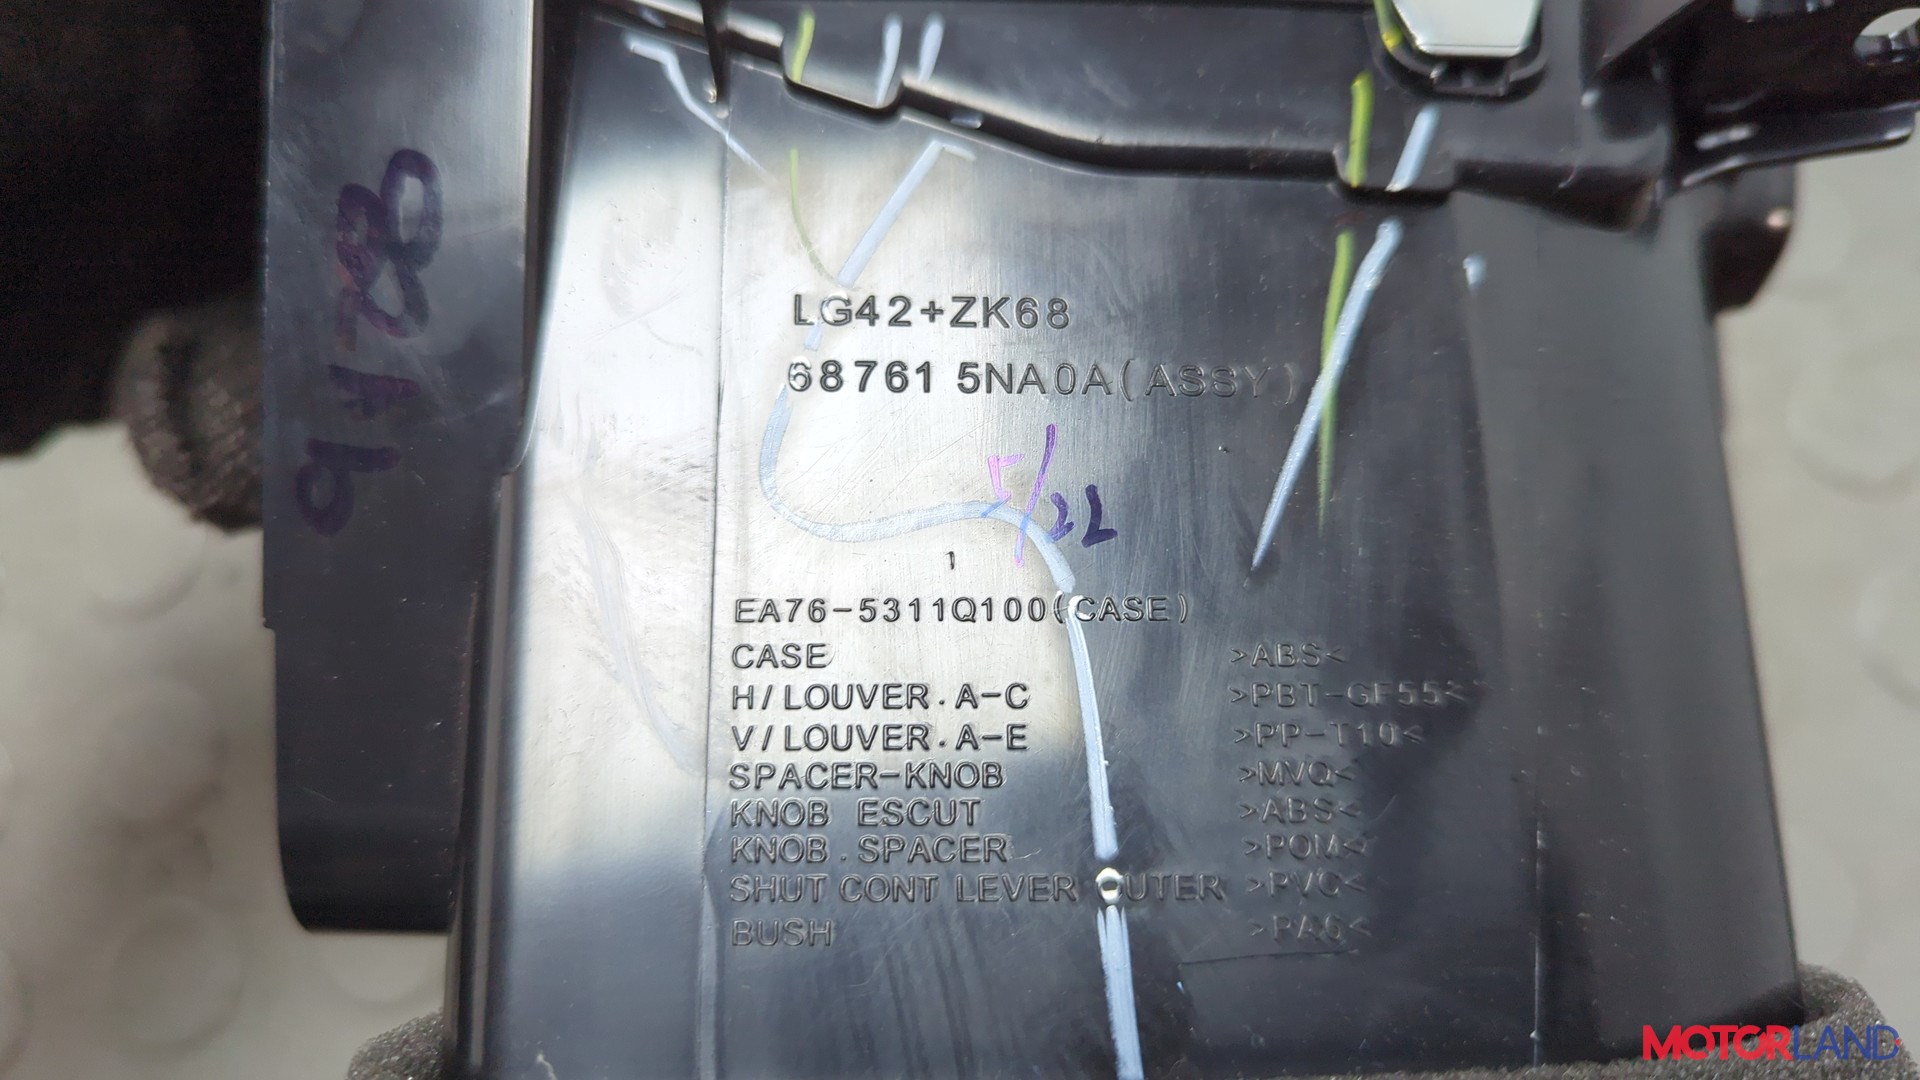 LG42+ZK68
68761 5NA0A(ASSY)
5/22
EA76-5311Q100(CASE)
CASE >ABS<
H/LOUVER.A-C >PBT-GF55<
V/LOUVER.A-E >PP-T10<
SPACER-KNOB >MVQ<
KNOB ESCUT >ABS<
KNOB.SPACER >POM<
SHUT CONT LEVER OUTER >PVC<
BUSH >PA6<
MOTORLAND